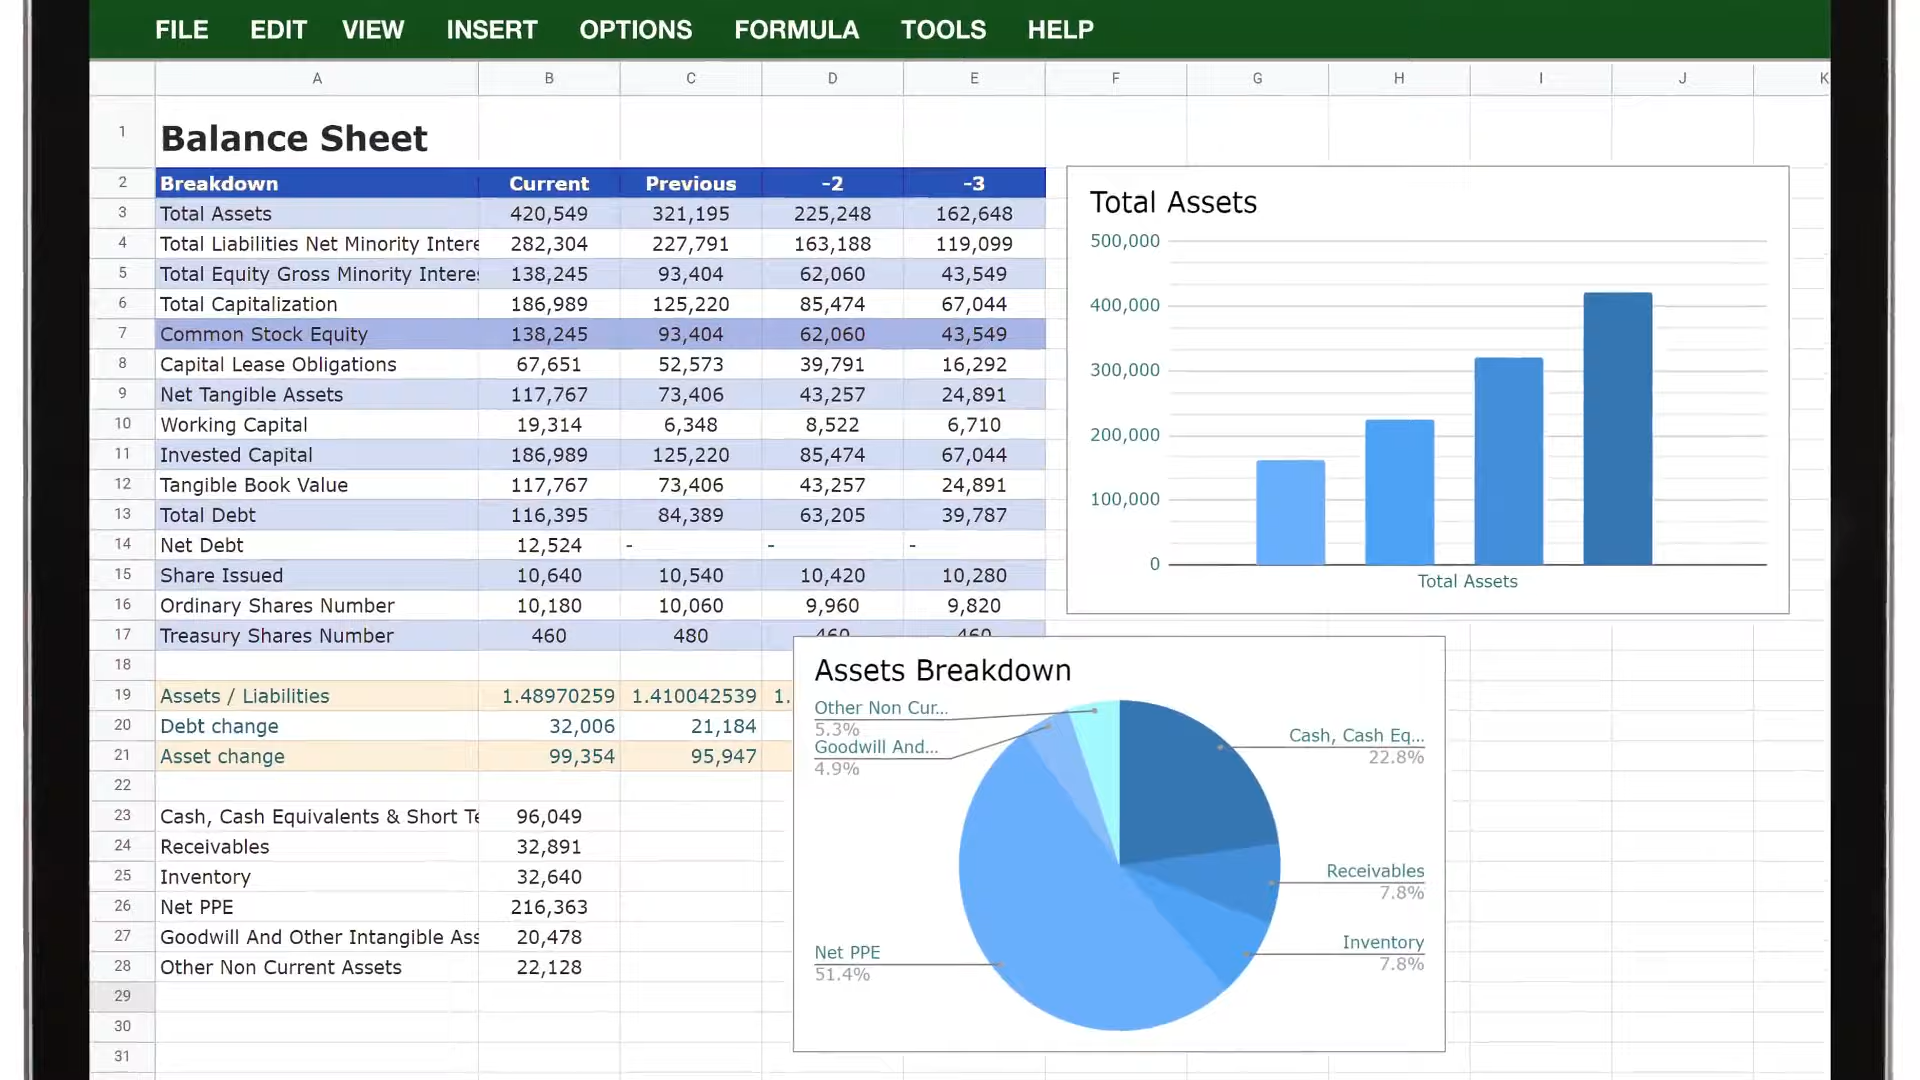 FILE EDIT VIEW INSERT OPTIONS FORMULA TOOLS HELP
A B C D E F G H I J K
1 Balance Sheet
2 Breakdown Current Previous -2 -3
3 Total Assets 420,549 321,195 225,248 162,648
4 Total Liabilities Net Minority Intere 282,304 227,791 163,188 119,099
5 Total Equity Gross Minority Interes 138,245 93,404 62,060 43,549
6 Total Capitalization 186,989 125,220 85,474 67,044
7 Common Stock Equity 138,245 93,404 62,060 43,549
8 Capital Lease Obligations 67,651 52,573 39,791 16,292
9 Net Tangible Assets 117,767 73,406 43,257 24,891
10 Working Capital 19,314 6,348 8,522 6,710
11 Invested Capital 186,989 125,220 85,474 67,044
12 Tangible Book Value 117,767 73,406 43,257 24,891
13 Total Debt 116,395 84,389 63,205 39,787
14 Net Debt 12,524 - - -
15 Share Issued 10,640 10,540 10,420 10,280
16 Ordinary Shares Number 10,180 10,060 9,960 9,820
17 Treasury Shares Number 460 480 460 460
18
19 Assets / Liabilities 1.48970259 1.410042539 1.
20 Debt change 32,006 21,184
21 Asset change 99,354 95,947
22
23 Cash, Cash Equivalents & Short Te 96,049
24 Receivables 32,891
25 Inventory 32,640
26 Net PPE 216,363
27 Goodwill And Other Intangible Ass 20,478
28 Other Non Current Assets 22,128
29
30
31
Total Assets
500,000
400,000
300,000
200,000
100,000
0
Total Assets
Assets Breakdown
Other Non Cur...
5.3%
Goodwill And...
4.9%
Net PPE
51.4%
Cash, Cash Eq...
22.8%
Receivables
7.8%
Inventory
7.8%